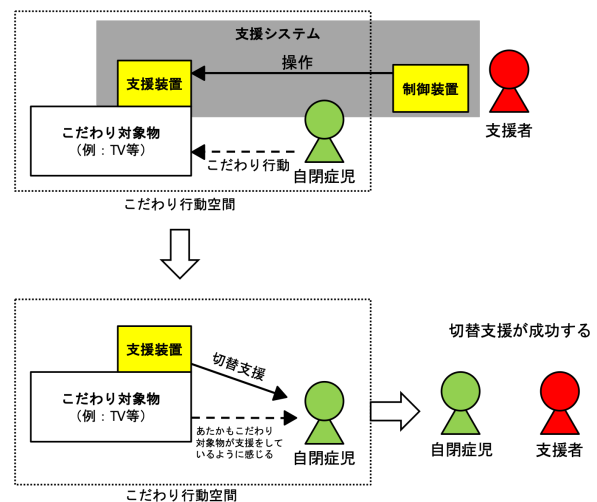 支援システム
操作
支援装置
制御装置
こだわり対象物
（例：TV等）
こだわり行動
自閉症児
支援者
こだわり行動空間
切替支援が成功する
支援装置
切替支援
こだわり対象物
（例：TV等）
あたかもこだわり
対象物が支援をして
いるように感じる
自閉症児
自閉症児
支援者
こだわり行動空間